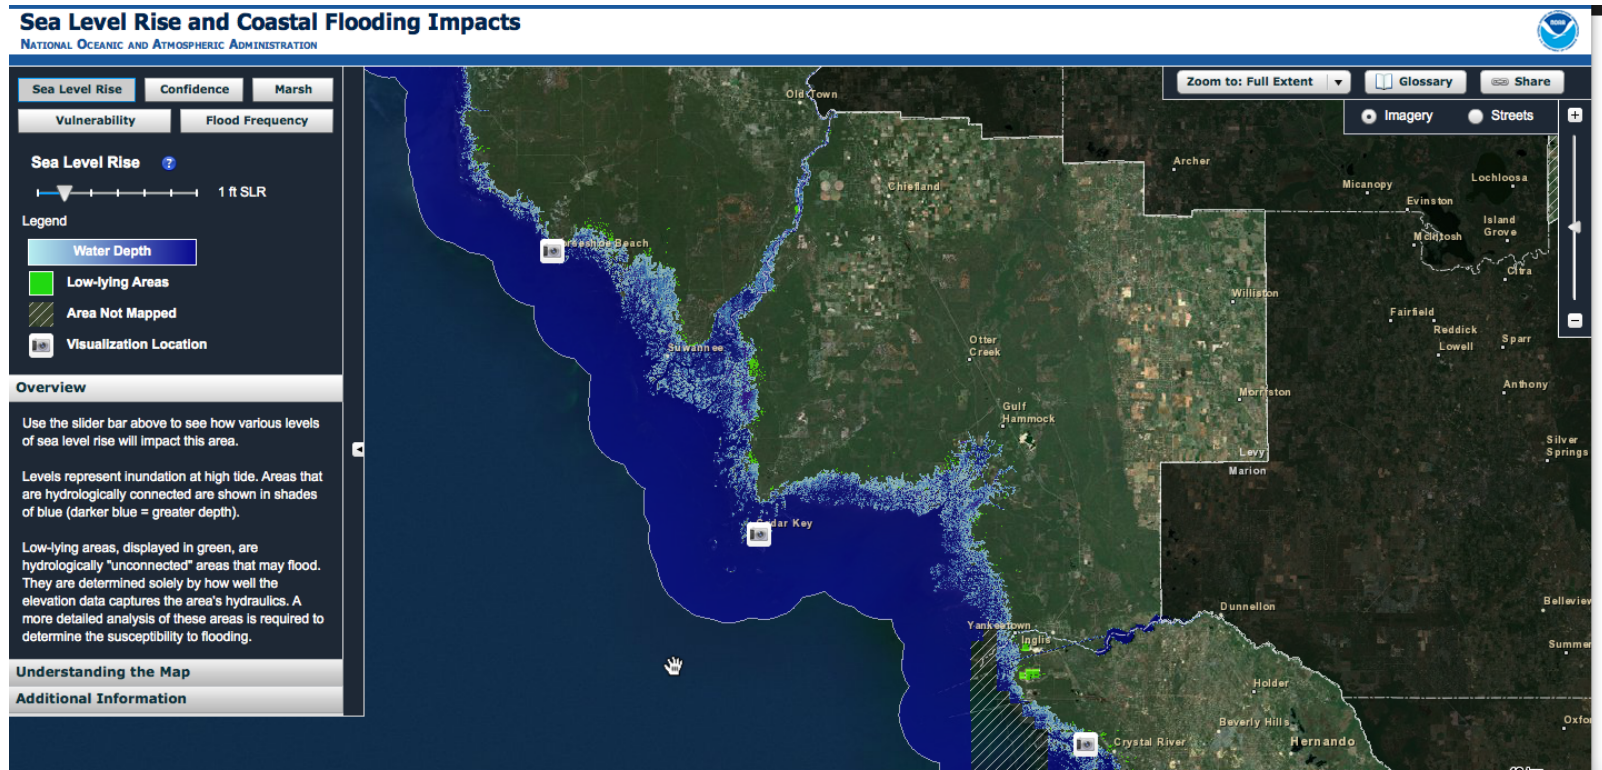 Sea Level Rise and Coastal Flooding Impacts
NATIONAL OCEANIC AND ATMOSPHERIC ADMINISTRATION
NOAA
Sea Level Rise
Confidence
Marsh
Vulnerability
Flood Frequency
Sea Level Rise ?
1 ft SLR
Legend
Water Depth
Low-lying Areas
Area Not Mapped
Visualization Location
Overview
Use the slider bar above to see how various levels
of sea level rise will impact this area.
Levels represent inundation at high tide. Areas that
are hydrologically connected are shown in shades
of blue (darker blue = greater depth).
Low-lying areas, displayed in green, are
hydrologically "unconnected" areas that may flood.
They are determined solely by how well the
elevation data captures the area's hydraulics. A
more detailed analysis of these areas is required to
determine the susceptibility to flooding.
Understanding the Map
Additional Information
Zoom to: Full Extent
Glossary
Share
Imagery
Streets
+
−
Old Town
Archer
Chiefland
Micanopy
Lochloosa
Evinston
Island
Grove
McIntosh
Beach
Citra
Williston
Fairfield
Reddick
Lowell
Sparr
Otter
Creek
Suwannee
Anthony
Morriston
Gulf
Hammock
Silver
Springs
Levy
Marion
Key
Dunnellon
Belleview
Yankeetown
Inglis
Holder
Beverly Hills
Crystal River
Hernando